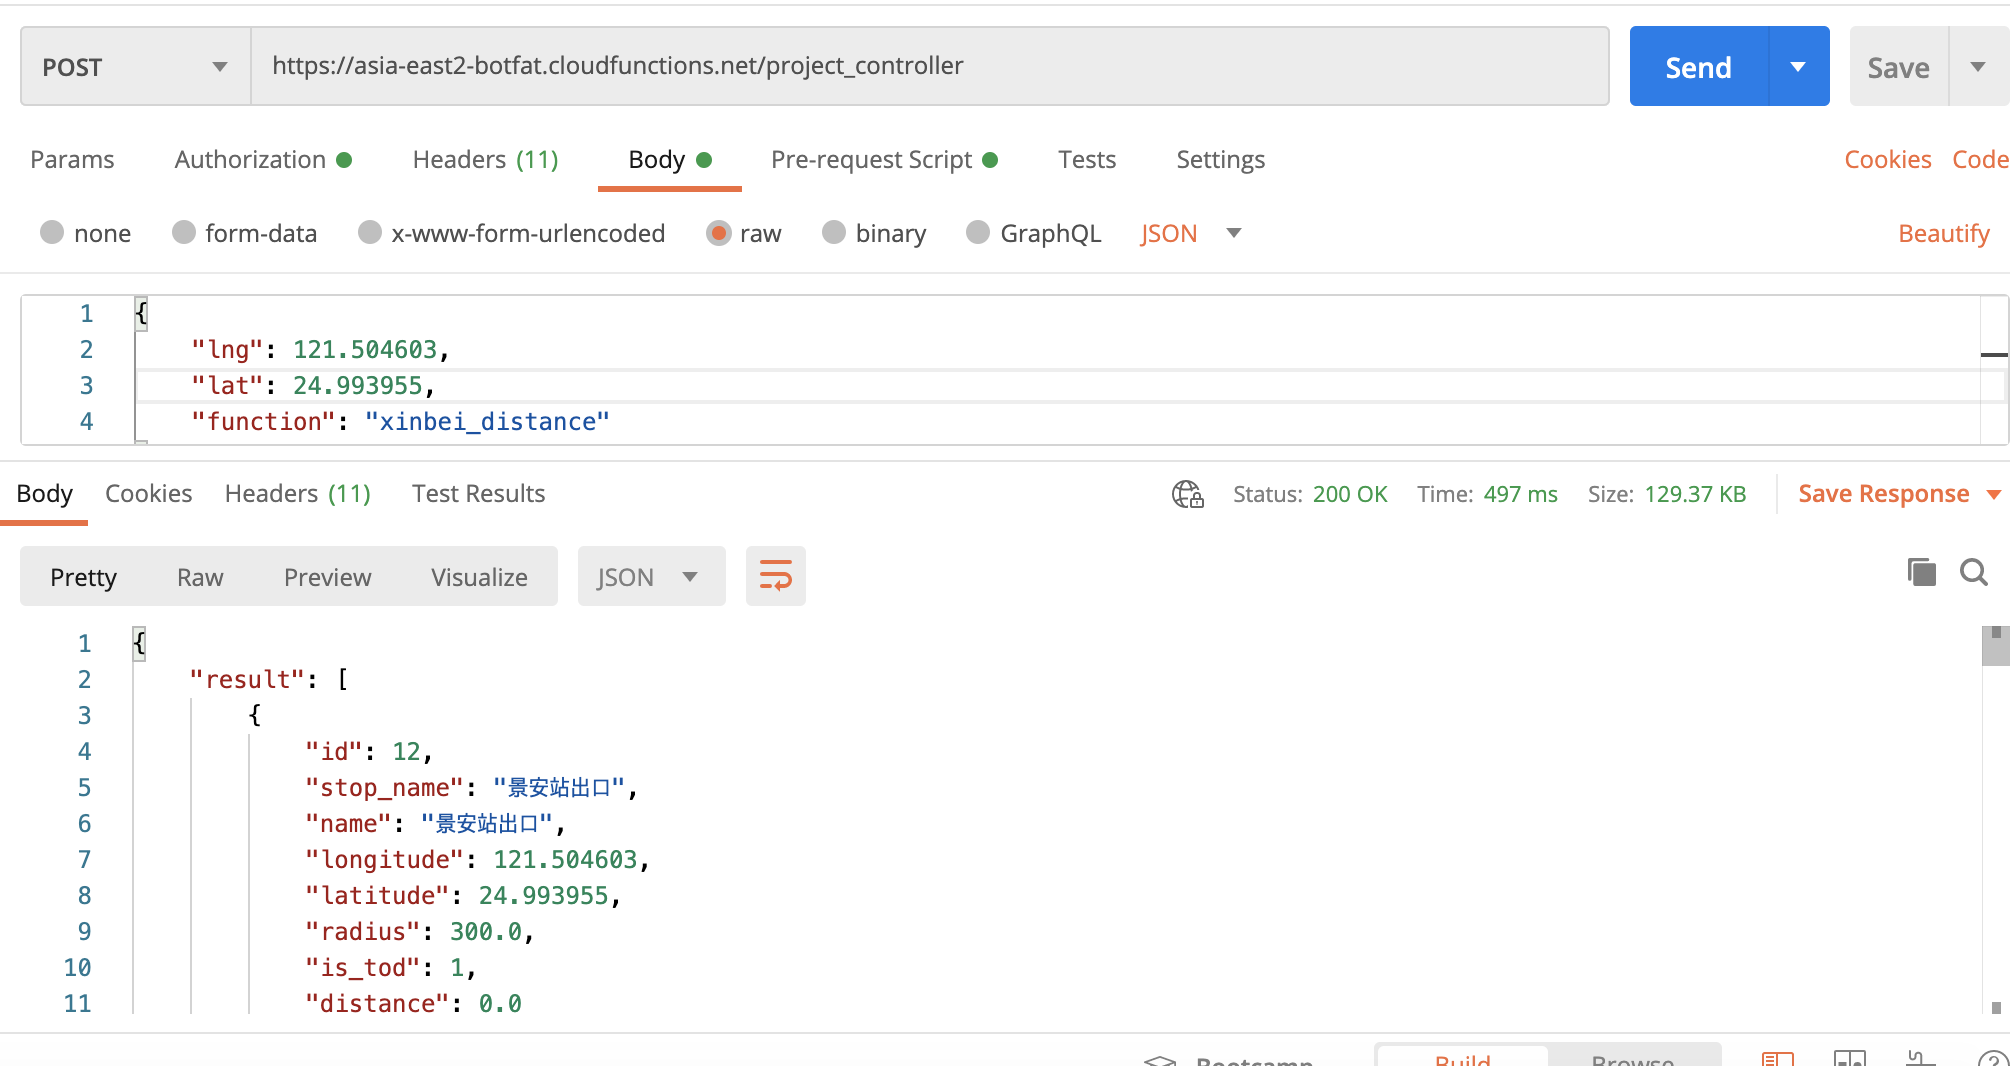 POST https://asia-east2-botfat.cloudfunctions.net/project_controller Send Save
Params Authorization Headers (11) Body Pre-request Script Tests Settings Cookies Code
none form-data x-www-form-urlencoded raw binary GraphQL JSON Beautify
1 {
2 "lng": 121.504603,
3 "lat": 24.993955,
4 "function": "xinbei_distance"
Body Cookies Headers (11) Test Results Status: 200 OK Time: 497 ms Size: 129.37 KB Save Response
Pretty Raw Preview Visualize JSON
1 {
2 "result": [
3 {
4 "id": 12,
5 "stop_name": "景安站出口",
6 "name": "景安站出口",
7 "longitude": 121.504603,
8 "latitude": 24.993955,
9 "radius": 300.0,
10 "is_tod": 1,
11 "distance": 0.0
Bootcamp Build Browse